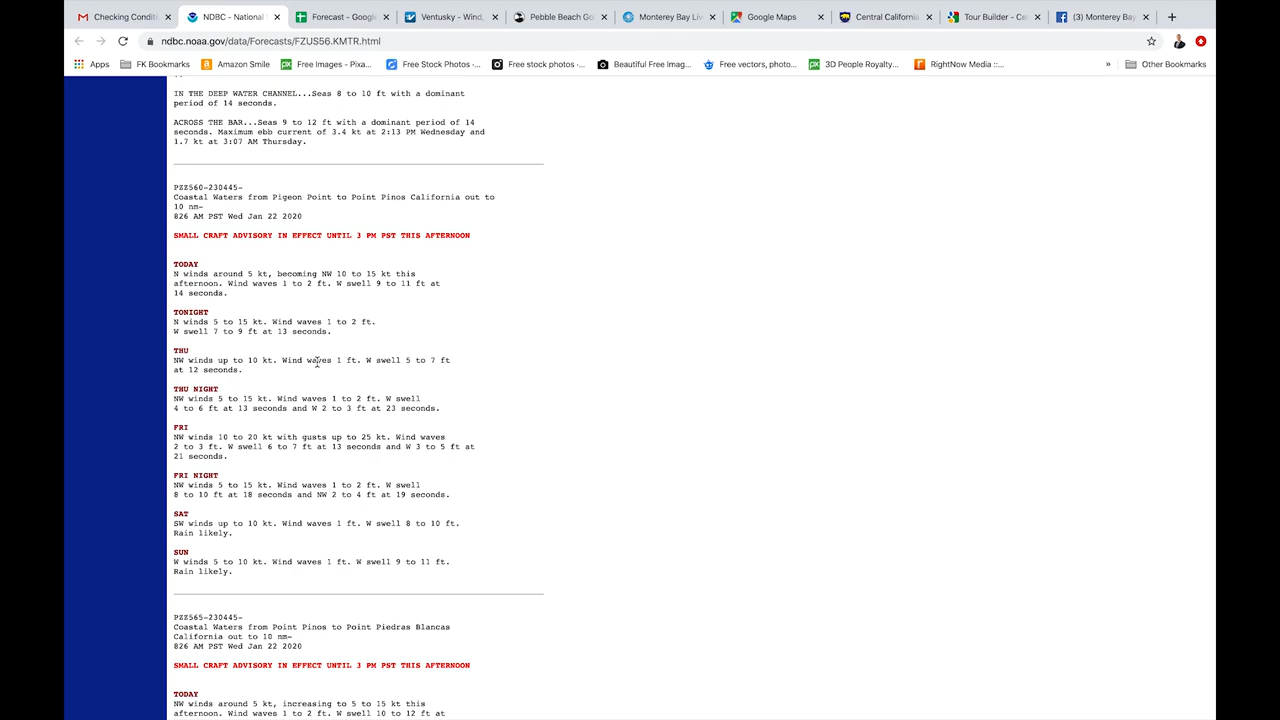 Checking Conditi
NDBC - National
Forecast - Google
Ventusky - Wind,
Pebble Beach Go
Monterey Bay Liv
Google Maps
Central California
Tour Builder - Ce
(3) Monterey Bay
ndbc.noaa.gov/data/Forecasts/FZUS56.KMTR.html
Apps
FK Bookmarks
Amazon Smile
Free Images - Pixa...
Free Stock Photos -...
Free stock photos -...
Beautiful Free Imag...
Free vectors, photo...
3D People Royalty...
RightNow Media ::...
»
Other Bookmarks
IN THE DEEP WATER CHANNEL...Seas 8 to 10 ft with a dominant
period of 14 seconds.
ACROSS THE BAR...Seas 9 to 12 ft with a dominant period of 14
seconds. Maximum ebb current of 3.4 kt at 2:13 PM Wednesday and
1.7 kt at 3:07 AM Thursday.
PZZ560-230445-
Coastal Waters from Pigeon Point to Point Pinos California out to
10 nm-
826 AM PST Wed Jan 22 2020
SMALL CRAFT ADVISORY IN EFFECT UNTIL 3 PM PST THIS AFTERNOON
TODAY
N winds around 5 kt, becoming NW 10 to 15 kt this
afternoon. Wind waves 1 to 2 ft. W swell 9 to 11 ft at
14 seconds.
TONIGHT
N winds 5 to 15 kt. Wind waves 1 to 2 ft.
W swell 7 to 9 ft at 13 seconds.
THU
NW winds up to 10 kt. Wind waves 1 ft. W swell 5 to 7 ft
at 12 seconds.
THU NIGHT
NW winds 5 to 15 kt. Wind waves 1 to 2 ft. W swell
4 to 6 ft at 13 seconds and W 2 to 3 ft at 23 seconds.
FRI
NW winds 10 to 20 kt with gusts up to 25 kt. Wind waves
2 to 3 ft. W swell 6 to 7 ft at 13 seconds and W 3 to 5 ft at
21 seconds.
FRI NIGHT
NW winds 5 to 15 kt. Wind waves 1 to 2 ft. W swell
8 to 10 ft at 18 seconds and NW 2 to 4 ft at 19 seconds.
SAT
SW winds up to 10 kt. Wind waves 1 ft. W swell 8 to 10 ft.
Rain likely.
SUN
W winds 5 to 10 kt. Wind waves 1 ft. W swell 9 to 11 ft.
Rain likely.
PZZ565-230445-
Coastal Waters from Point Pinos to Point Piedras Blancas
California out to 10 nm-
826 AM PST Wed Jan 22 2020
SMALL CRAFT ADVISORY IN EFFECT UNTIL 3 PM PST THIS AFTERNOON
TODAY
NW winds around 5 kt, increasing to 5 to 15 kt this
afternoon. Wind waves 1 to 2 ft. W swell 10 to 12 ft at